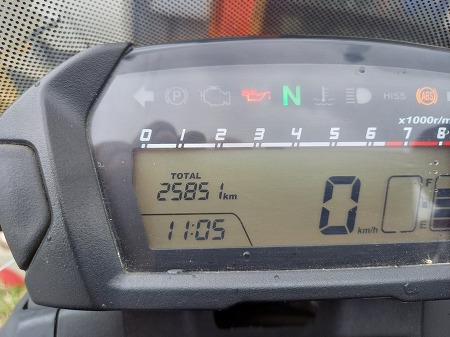 P N HISS ABS
x1000r/m
0 1 2 3 4 5 6 7 8
TOTAL
25851 km
0 km/h
F
E
11:05